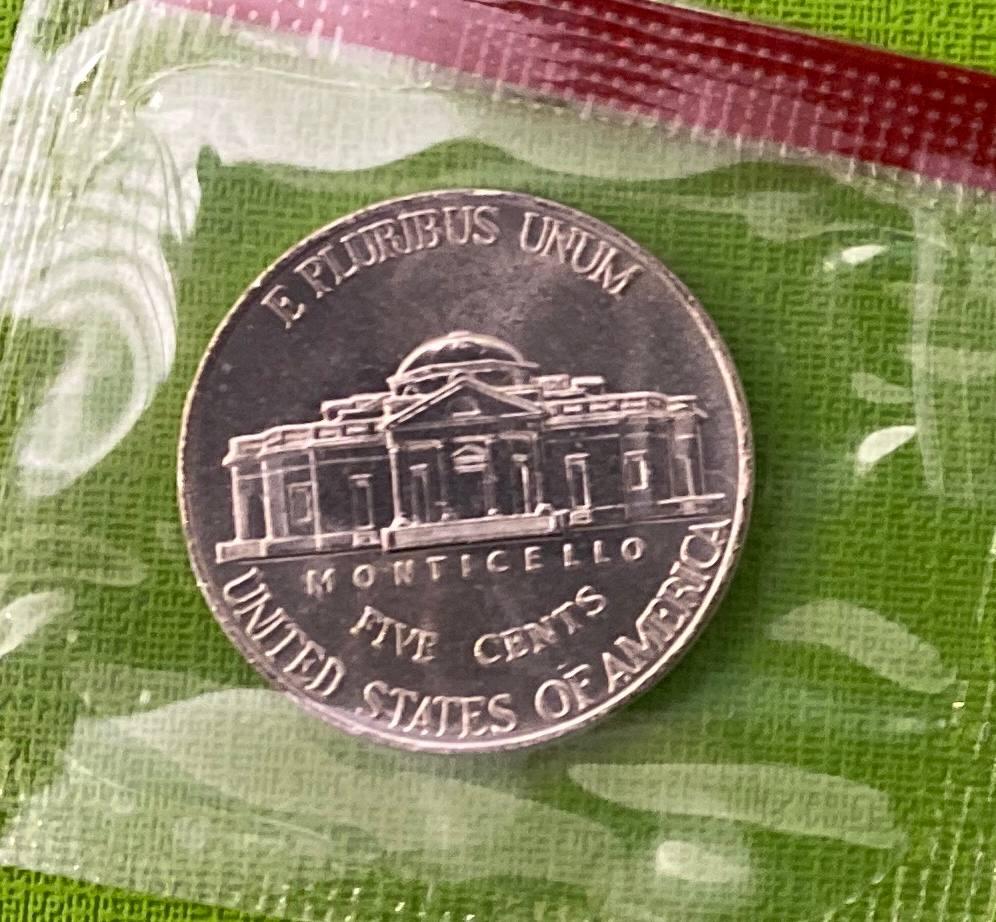 E PLURIBUS UNUM
MONTICELLO
FIVE CENTS
UNITED STATES OF AMERICA